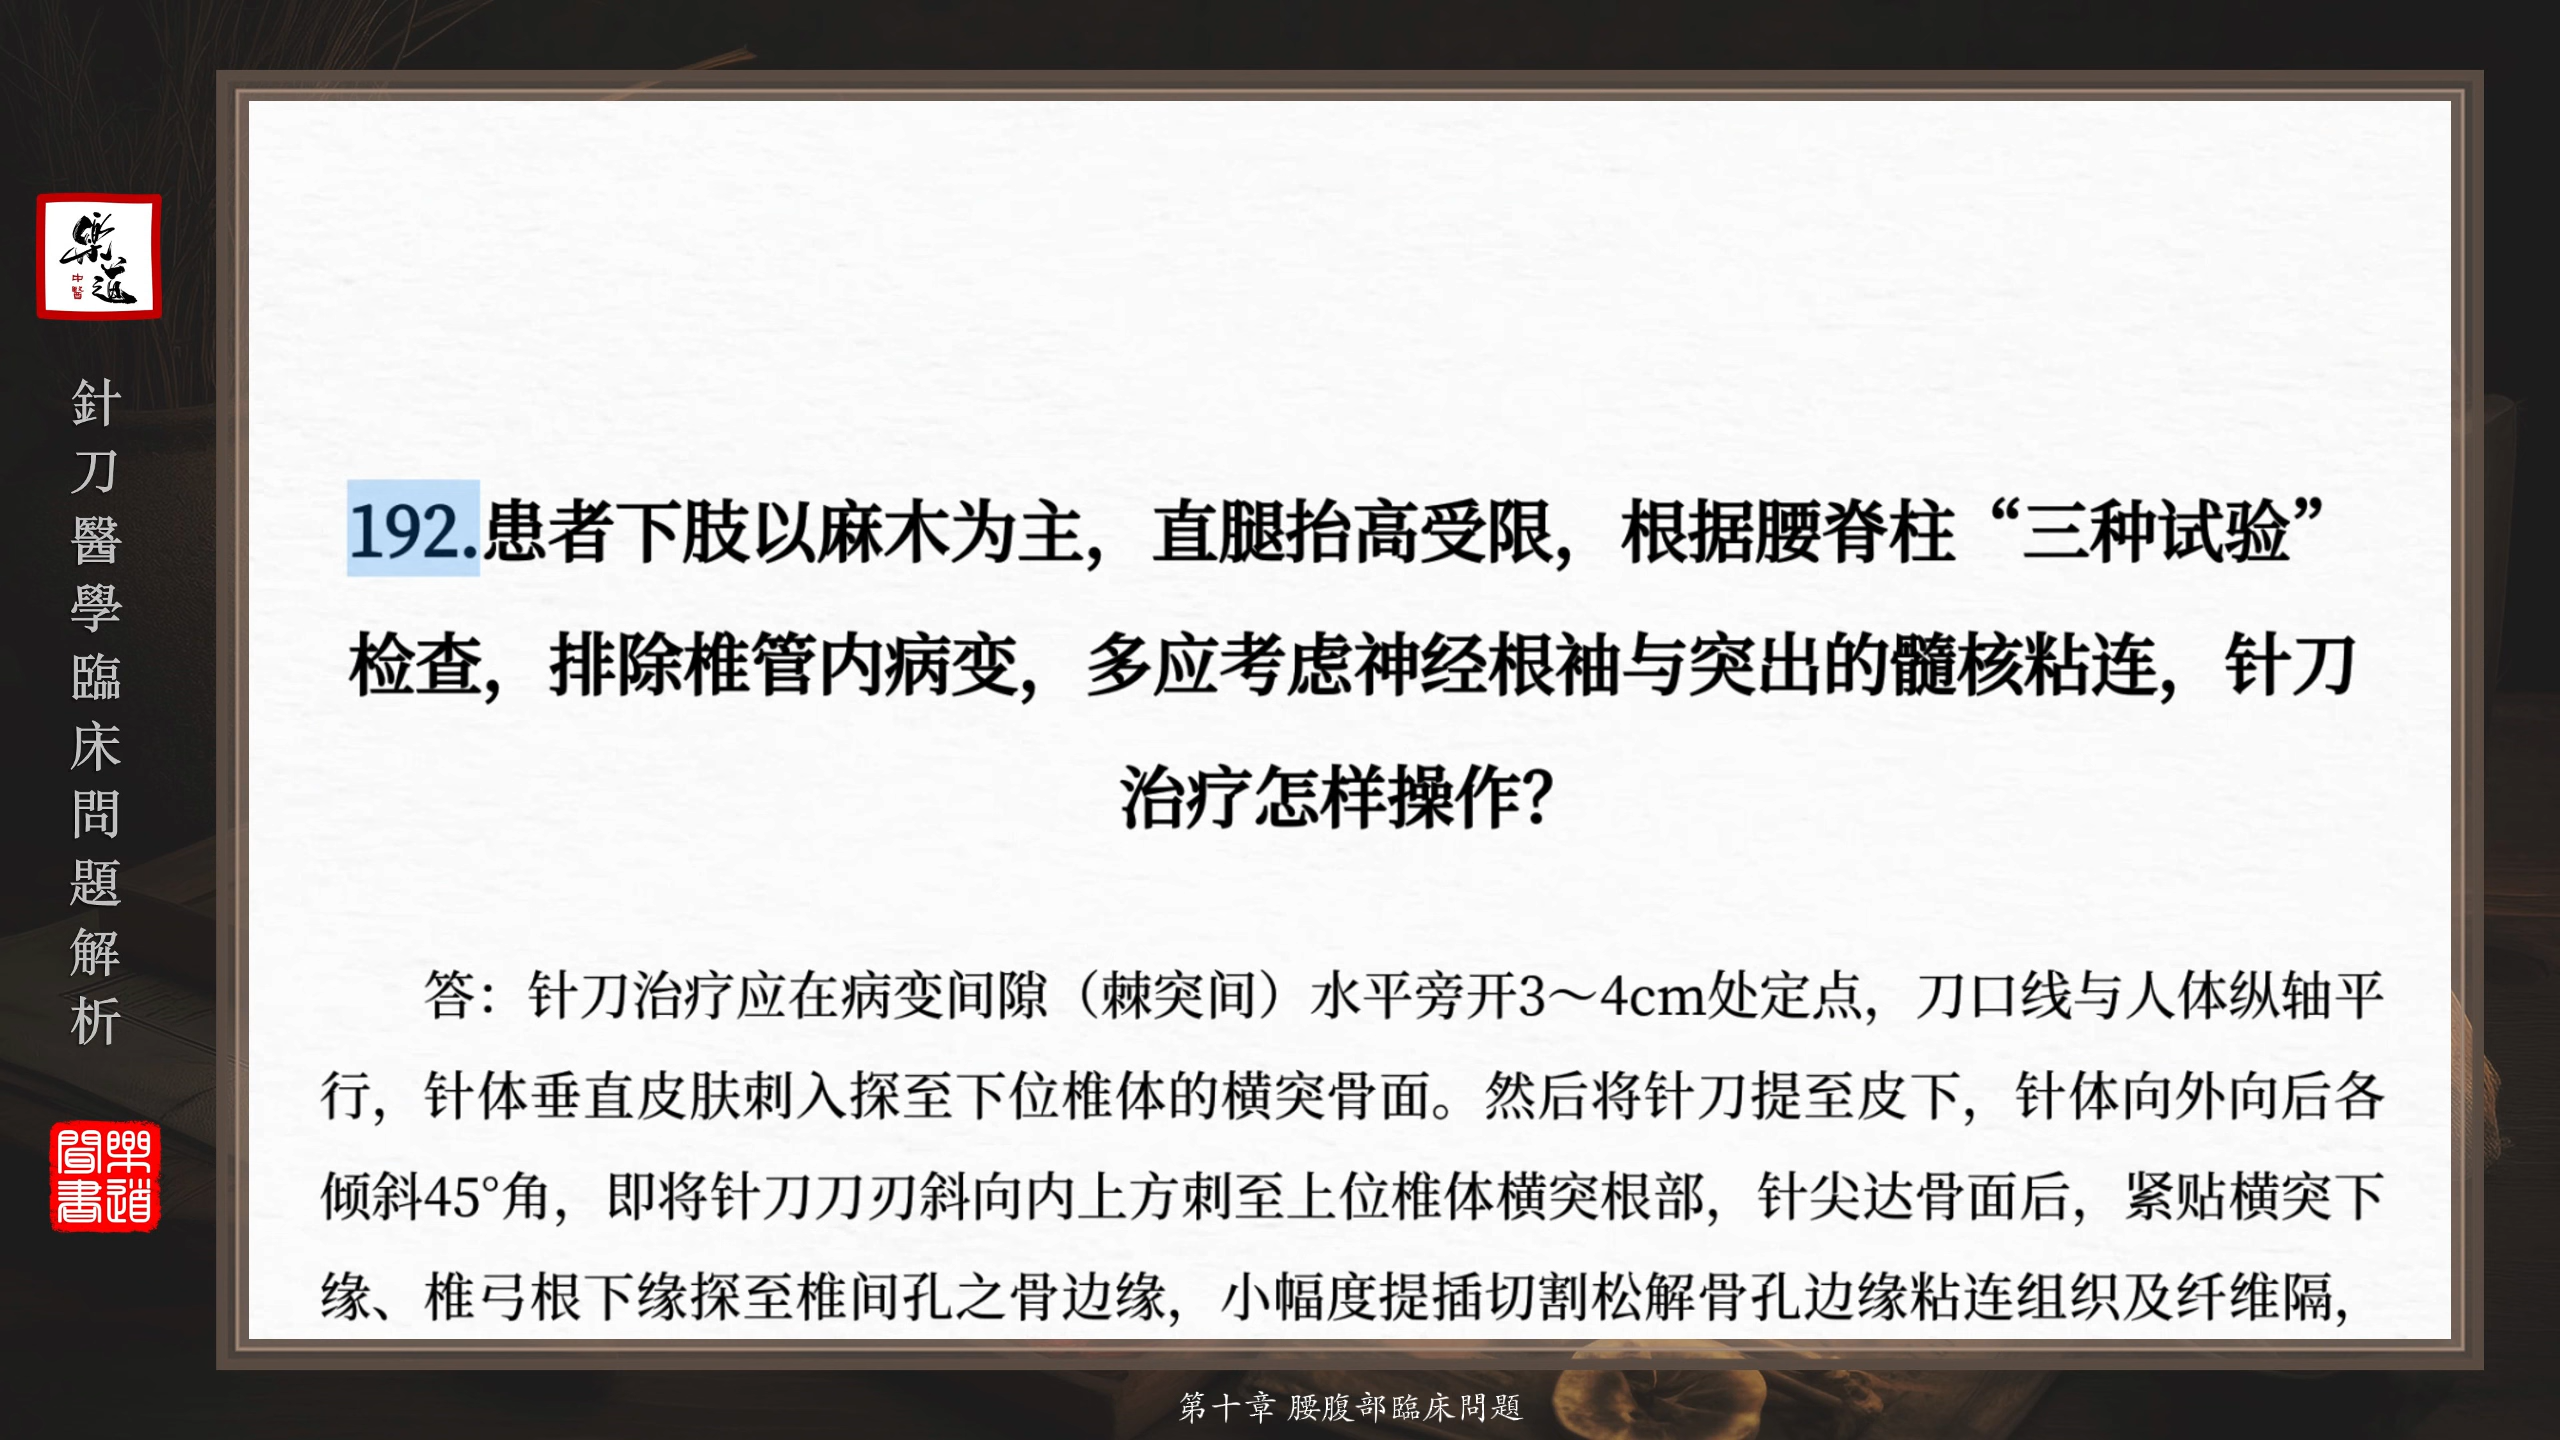 樂道
中醫
針刀醫學臨床問題解析
樂道
閱書
192.患者下肢以麻木为主，直腿抬高受限，根据腰脊柱“三种试验”
检查，排除椎管内病变，多应考虑神经根袖与突出的髓核粘连，针刀
治疗怎样操作？
答：针刀治疗应在病变间隙（棘突间）水平旁开3～4cm处定点，刀口线与人体纵轴平
行，针体垂直皮肤刺入探至下位椎体的横突骨面。然后将针刀提至皮下，针体向外向后各
倾斜45°角，即将针刀刀刃斜向内上方刺至上位椎体横突根部，针尖达骨面后，紧贴横突下
缘、椎弓根下缘探至椎间孔之骨边缘，小幅度提插切割松解骨孔边缘粘连组织及纤维隔，
第十章 腰腹部臨床問題